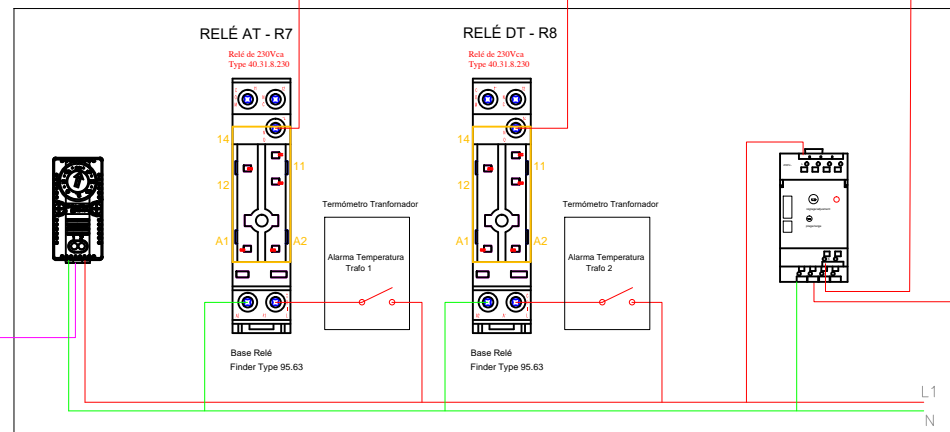 RELÉ AT - R7
Relé de 230Vca
Type 40.31.8.230
RELÉ DT - R8
Relé de 230Vca
Type 40.31.8.230
14
11
12
A1
A2
14
11
12
A1
A2
Termómetro Tranfornador
Alarma Temperatura
Trafo 1
Termómetro Tranfornador
Alarma Temperatura
Trafo 2
Base Relé
Finder Type 95.63
Base Relé
Finder Type 95.63
L1
N